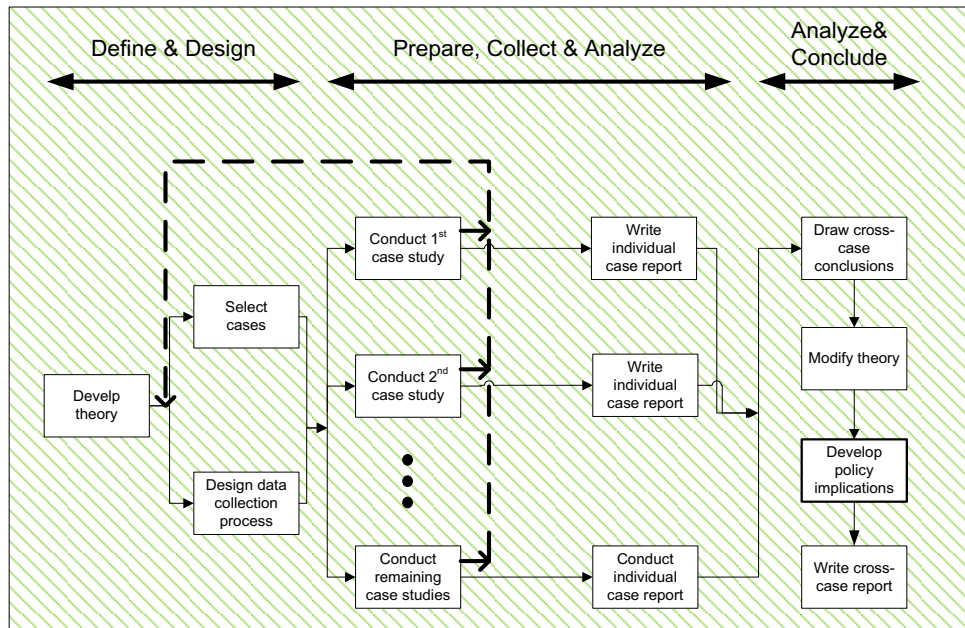 Define & Design
Prepare, Collect & Analyze
Analyze&
Conclude
Develp
theory
Select
cases
Design data
collection
process
Conduct 1st
case study
Conduct 2nd
case study
Conduct
remaining
case studies
Write
individual
case report
Write
individual
case report
Conduct
individual
case report
Draw cross-
case
conclusions
Modify theory
Develop
policy
implications
Write cross-
case report